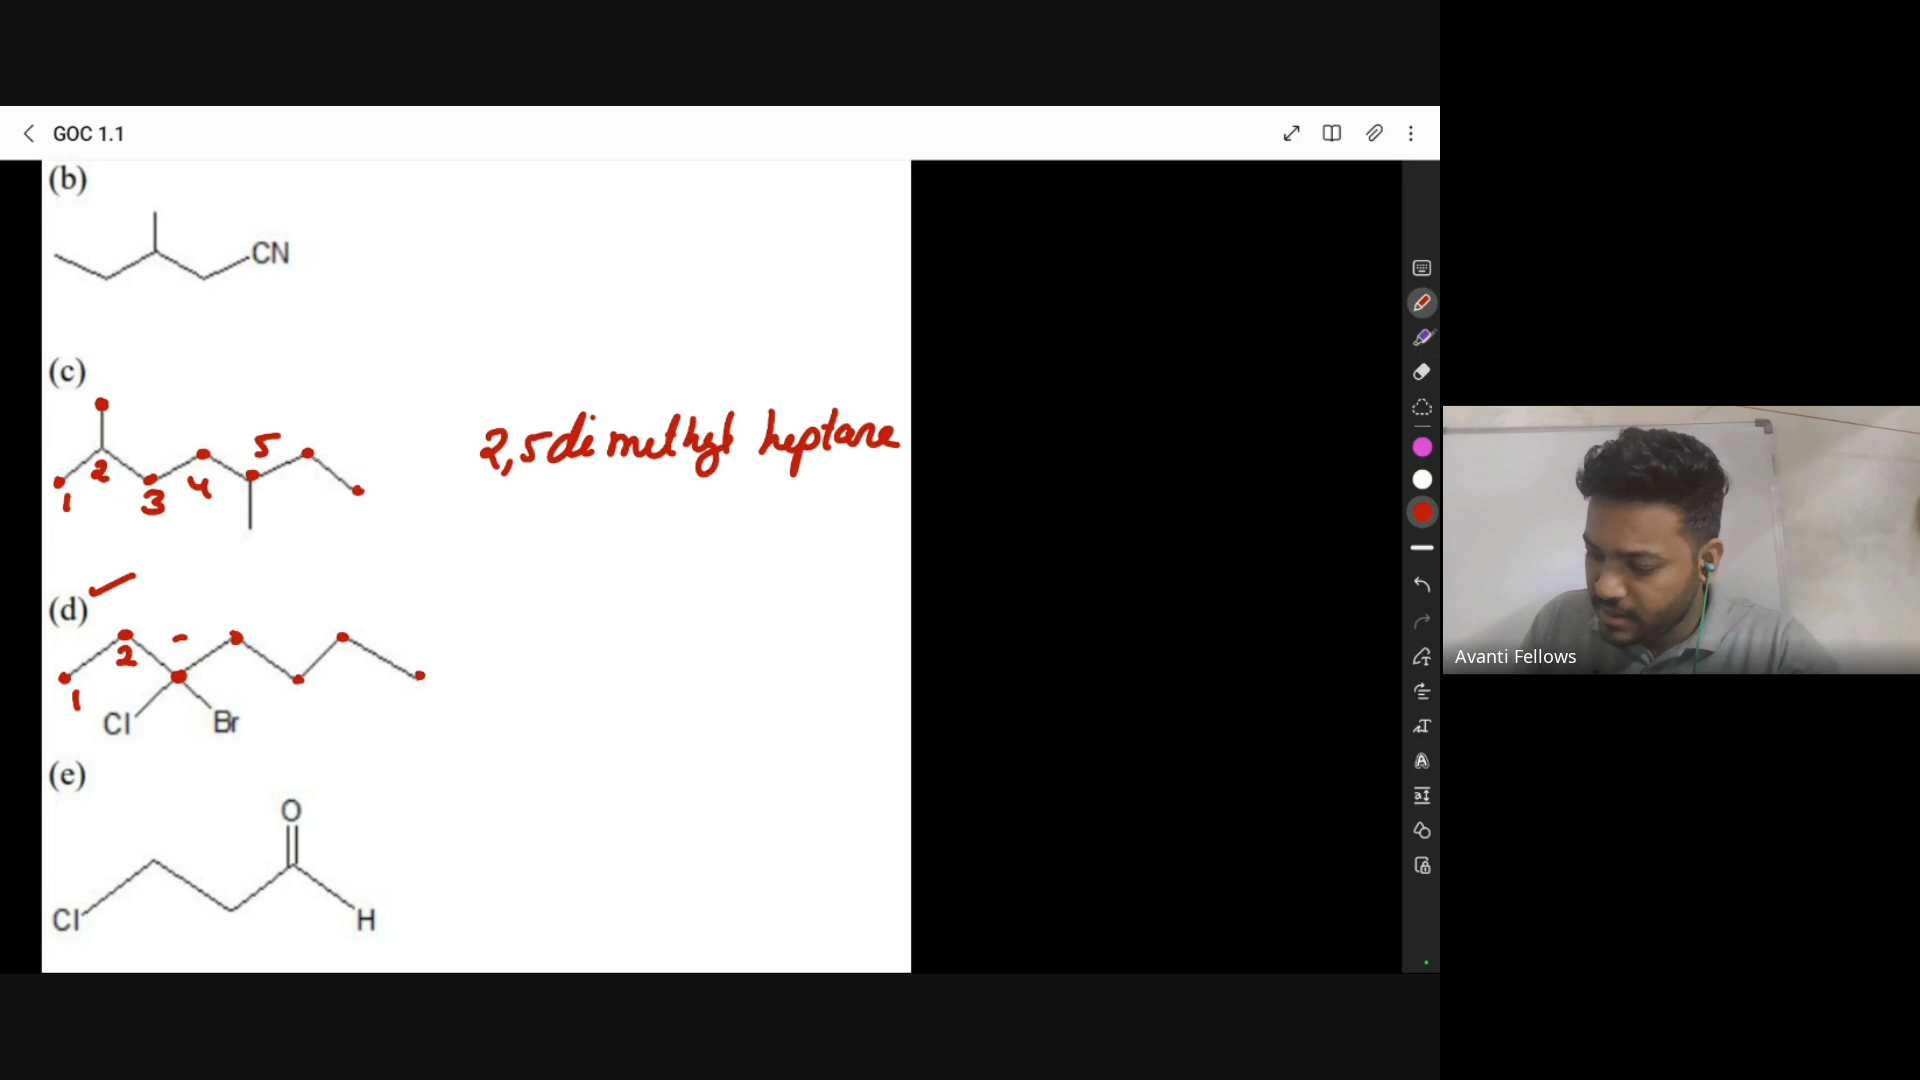 GOC 1.1
(b)
CN
(c)
2,5 dimethyl heptane
5
2
1
3
4
(d)
2
1
Cl
Br
(e)
O
Cl
H
Avanti Fellows